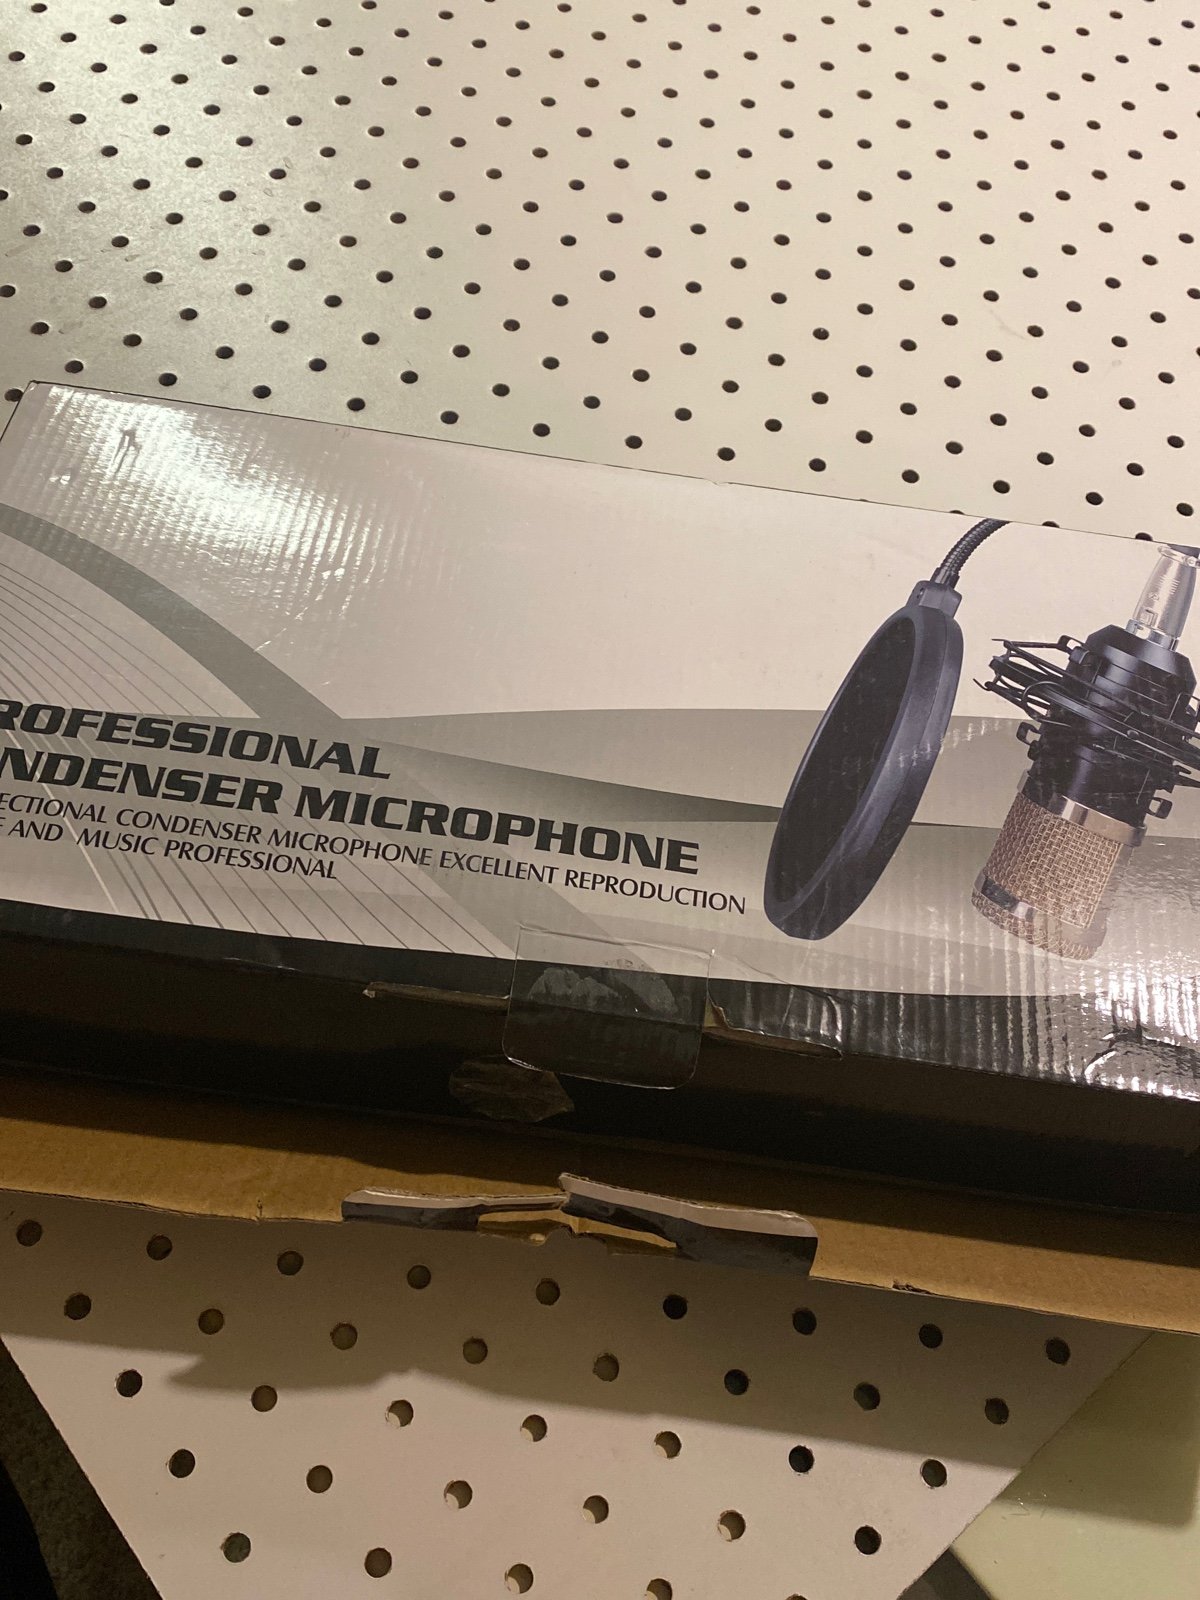 ROFESSIONAL
NDENSER MICROPHONE
ECTIONAL CONDENSER MICROPHONE EXCELLENT REPRODUCTION
F AND MUSIC PROFESSIONAL